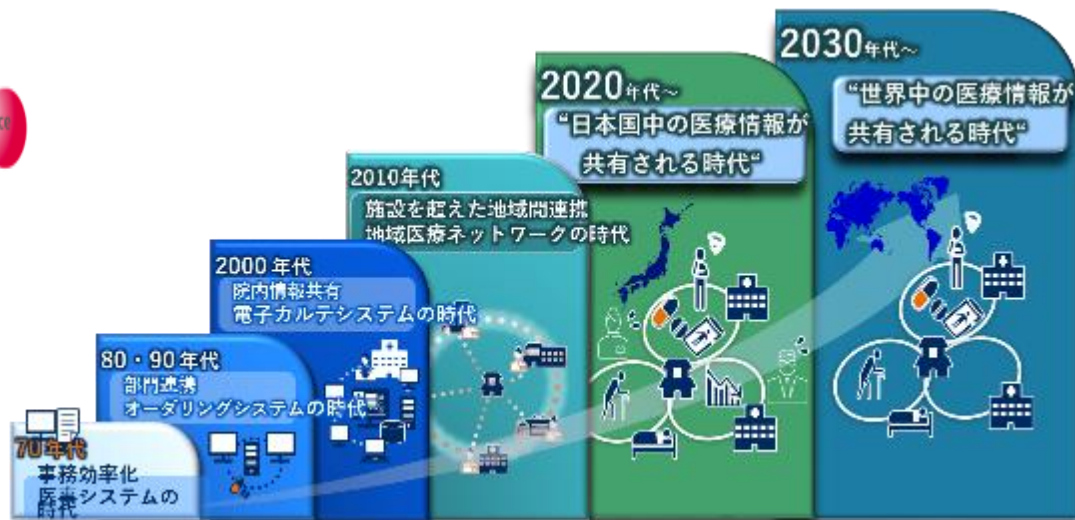 70年代
事務効率化
医事システムの
時代
80・90年代
部門連携
オーダリングシステムの時代
2000年代
院内情報共有
電子カルテシステムの時代
2010年代
施設を超えた地域間連携
地域医療ネットワークの時代
2020年代～
“日本国中の医療情報が
共有される時代“
2030年代～
“世界中の医療情報が
共有される時代“